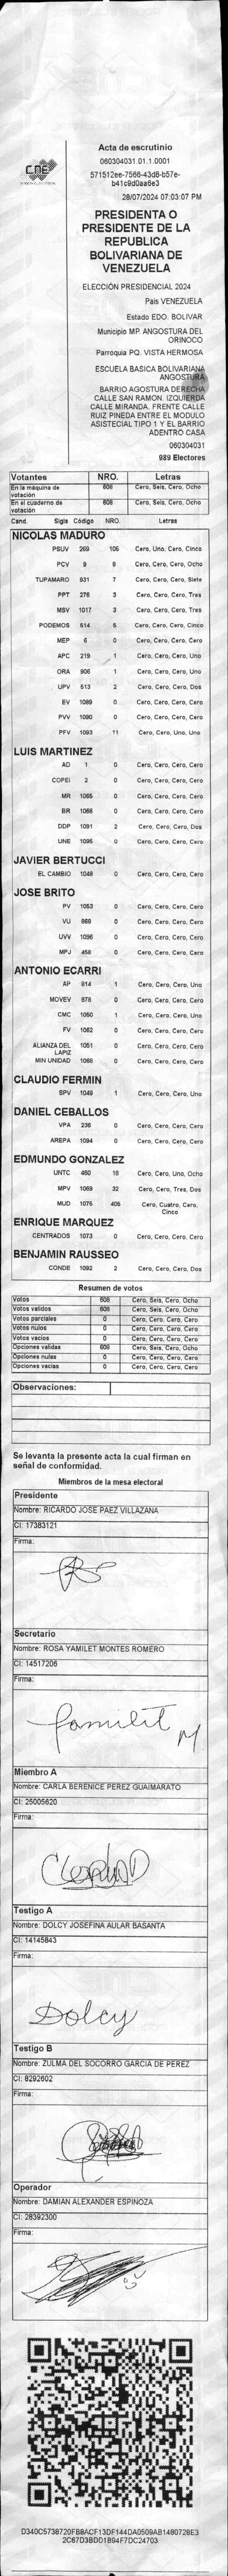 CNE
Acta de escrutinio
060304031.01.1.0001
571512ee-7566-43d8-b57e-
b41c9d0aa6e3
28/07/2024 07:03:07 PM
PRESIDENTA O
PRESIDENTE DE LA
REPUBLICA
BOLIVARIANA DE
VENEZUELA
ELECCIÓN PRESIDENCIAL 2024
Pais VENEZUELA
Estado EDO. BOLIVAR
Municipio MP. ANGOSTURA DEL
ORINOCO
Parroquia PQ. VISTA HERMOSA
ESCUELA BASICA BOLIVARIANA
ANGOSTURA
BARRIO AGOSTURA DERECHA
CALLE SAN RAMON. IZQUIERDA
CALLE MIRANDA. FRENTE CALLE
RUIZ PINEDA ENTRE EL MODULO
ASISTECIAL TIPO 1 Y EL BARRIO
ADENTRO CASA
060304031
989 Electores
Votantes NRO. Letras
En la máquina de votación 608 Cero, Seis, Cero, Ocho
En el cuaderno de votación 608 Cero, Seis, Cero, Ocho
Cand. Sigla Código NRO. Letras
NICOLAS MADURO
PSUV 269 105 Cero, Uno, Cero, Cinco
PCV 9 8 Cero, Cero, Cero, Ocho
TUPAMARO 931 7 Cero, Cero, Cero, Siete
PPT 276 3 Cero, Cero, Cero, Tres
MSV 1017 3 Cero, Cero, Cero, Tres
PODEMOS 514 5 Cero, Cero, Cero, Cinco
MEP 6 0 Cero, Cero, Cero, Cero
APC 219 1 Cero, Cero, Cero, Uno
ORA 906 1 Cero, Cero, Cero, Uno
UPV 513 2 Cero, Cero, Cero, Dos
EV 1089 0 Cero, Cero, Cero, Cero
PVV 1090 0 Cero, Cero, Cero, Cero
PFV 1093 11 Cero, Cero, Uno, Uno
LUIS MARTINEZ
AD 1 0 Cero, Cero, Cero, Cero
COPEI 2 0 Cero, Cero, Cero, Cero
MR 1065 0 Cero, Cero, Cero, Cero
BR 1066 0 Cero, Cero, Cero, Cero
DDP 1091 2 Cero, Cero, Cero, Dos
UNE 1095 0 Cero, Cero, Cero, Cero
JAVIER BERTUCCI
EL CAMBIO 1048 0 Cero, Cero, Cero, Cero
JOSE BRITO
PV 1053 0 Cero, Cero, Cero, Cero
VU 868 0 Cero, Cero, Cero, Cero
UVV 1096 0 Cero, Cero, Cero, Cero
MPJ 458 0 Cero, Cero, Cero, Cero
ANTONIO ECARRI
AP 914 1 Cero, Cero, Cero, Uno
MOVEV 878 0 Cero, Cero, Cero, Cero
CMC 1050 1 Cero, Cero, Cero, Uno
FV 1062 0 Cero, Cero, Cero, Cero
ALIANZA DEL LAPIZ 1051 0 Cero, Cero, Cero, Cero
MIN UNIDAD 1068 0 Cero, Cero, Cero, Cero
CLAUDIO FERMIN
SPV 1049 1 Cero, Cero, Cero, Uno
DANIEL CEBALLOS
VPA 236 0 Cero, Cero, Cero, Cero
AREPA 1094 0 Cero, Cero, Cero, Cero
EDMUNDO GONZALEZ
UNTC 460 18 Cero, Cero, Uno, Ocho
MPV 1069 32 Cero, Cero, Tres, Dos
MUD 1075 405 Cero, Cuatro, Cero,
Cinco
ENRIQUE MARQUEZ
CENTRADOS 1073 0 Cero, Cero, Cero, Cero
BENJAMIN RAUSSEO
CONDE 1092 2 Cero, Cero, Cero, Dos
Resumen de votos
Votos 608 Cero, Seis, Cero, Ocho
Votos validos 608 Cero, Seis, Cero, Ocho
Votos parciales 0 Cero, Cero, Cero, Cero
Votos nulos 0 Cero, Cero, Cero, Cero
Votos vacios 0 Cero, Cero, Cero, Cero
Opciones validas 608 Cero, Seis, Cero, Ocho
Opciones nulas 0 Cero, Cero, Cero, Cero
Opciones vacias 0 Cero, Cero, Cero, Cero
Observaciones:
Se levanta la presente acta la cual firman en
señal de conformidad.
Miembros de la mesa electoral
Presidente
Nombre: RICARDO JOSE PAEZ VILLAZANA
CI: 17383121
Firma:
Secretario
Nombre: ROSA YAMILET MONTES ROMERO
CI: 14517206
Firma:
Yamilet M
Miembro A
Nombre: CARLA BERENICE PEREZ GUAIMARATO
CI: 25005620
Firma:
Testigo A
Nombre: DOLCY JOSEFINA AULAR BASANTA
CI: 14145843
Firma:
Dolcy
Testigo B
Nombre: ZULMA DEL SOCORRO GARCIA DE PEREZ
CI: 8292602
Firma:
Operador
Nombre: DAMIAN ALEXANDER ESPINOZA
CI: 28392300
Firma:
D340C5738720FB8ACF13DF144DA0509AB1480728E3
2C67D3BDD1B94F7DC24703